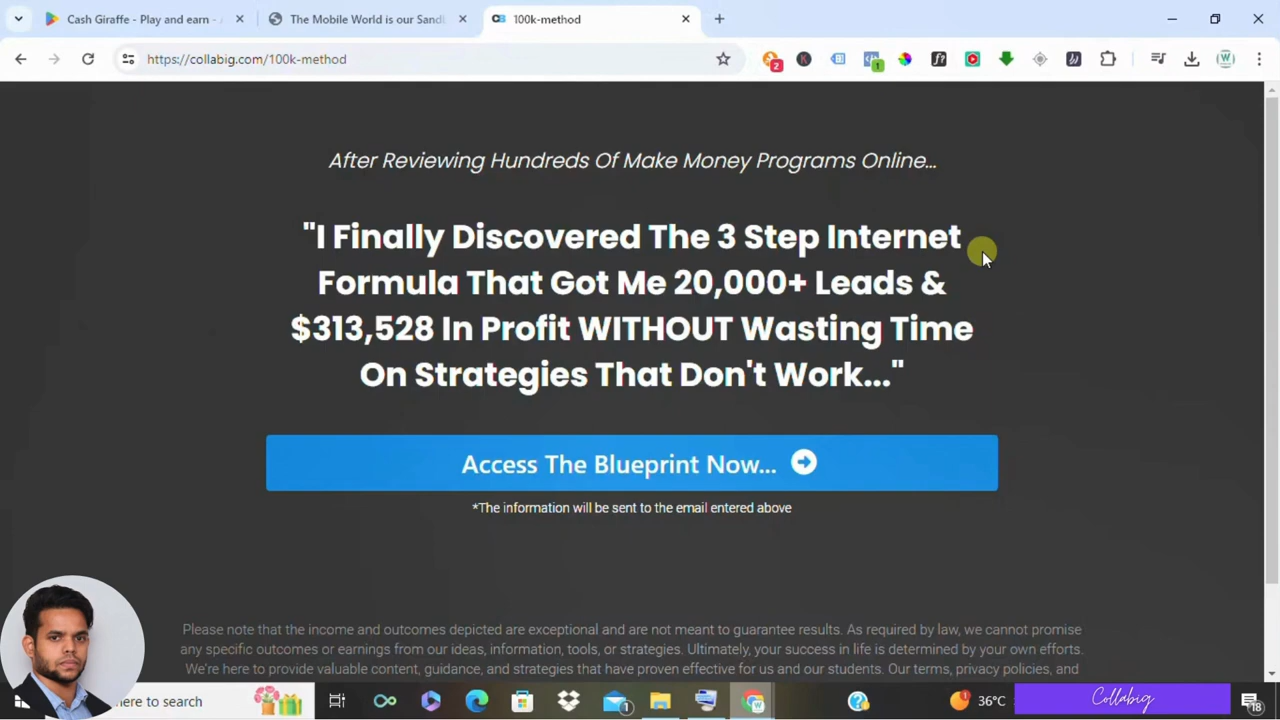 Cash Giraffe - Play and earn -
The Mobile World is our Sand
100k-method
https://collabig.com/100k-method
2
1
After Reviewing Hundreds Of Make Money Programs Online...
"I Finally Discovered The 3 Step Internet
Formula That Got Me 20,000+ Leads &
$313,528 In Profit WITHOUT Wasting Time
On Strategies That Don't Work..."
Access The Blueprint Now...
*The information will be sent to the email entered above
Please note that the income and outcomes depicted are exceptional and are not meant to guarantee results. As required by law, we cannot promise
any specific outcomes or earnings from our ideas, information, tools, or strategies. Ultimately, your success in life is determined by your own efforts.
We're here to provide valuable content, guidance, and strategies that have proven effective for us and our students. Our terms, privacy policies, and
here to search
1
36°C
Collabig
18